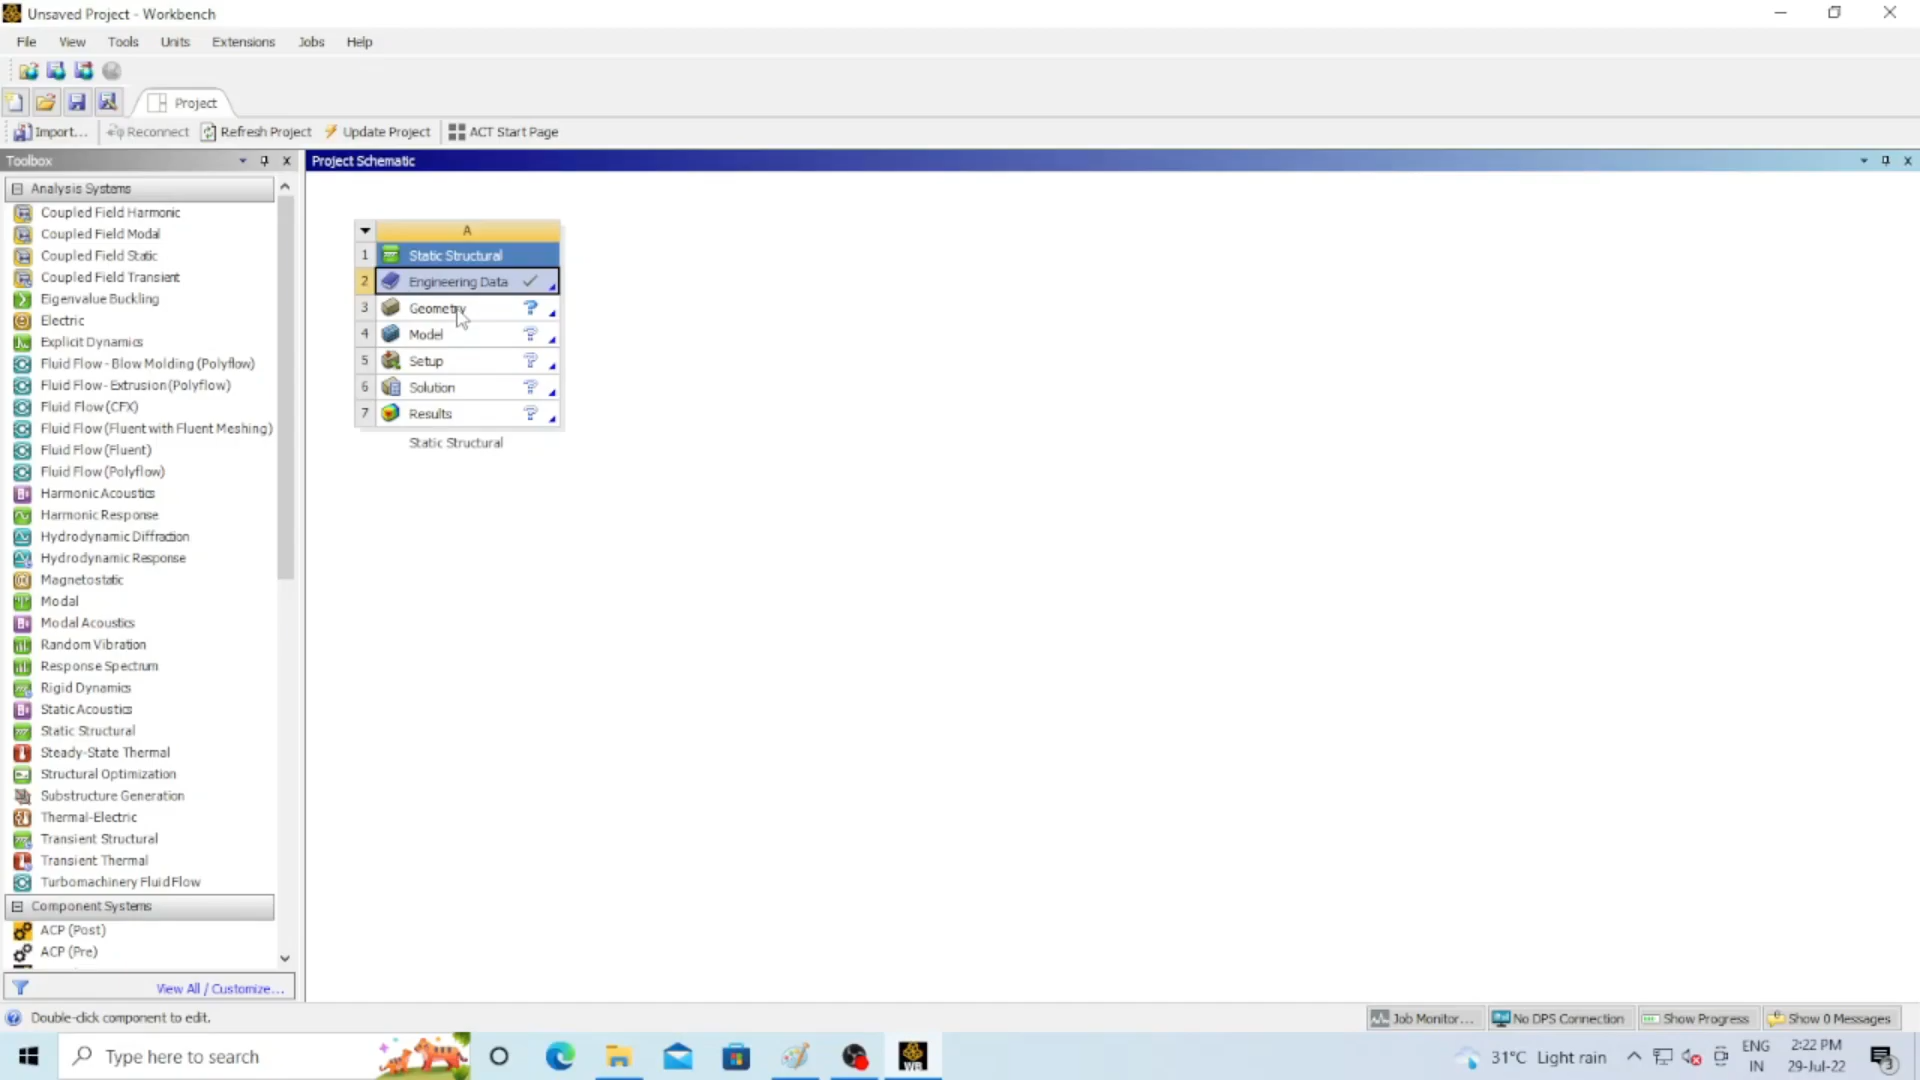 Unsaved Project - Workbench
File View Tools Units Extensions Jobs Help
Project
Import... Reconnect Refresh Project Update Project ACT Start Page
Toolbox
Project Schematic
Analysis Systems
Coupled Field Harmonic
Coupled Field Modal
Coupled Field Static
Coupled Field Transient
Eigenvalue Buckling
Electric
Explicit Dynamics
Fluid Flow - Blow Molding (Polyflow)
Fluid Flow - Extrusion (Polyflow)
Fluid Flow (CFX)
Fluid Flow (Fluent with Fluent Meshing)
Fluid Flow (Fluent)
Fluid Flow (Polyflow)
Harmonic Acoustics
Harmonic Response
Hydrodynamic Diffraction
Hydrodynamic Response
Magnetostatic
Modal
Modal Acoustics
Random Vibration
Response Spectrum
Rigid Dynamics
Static Acoustics
Static Structural
Steady-State Thermal
Structural Optimization
Substructure Generation
Thermal-Electric
Transient Structural
Transient Thermal
Turbomachinery Fluid Flow
Component Systems
ACP (Post)
ACP (Pre)
View All / Customize...
A
1 Static Structural
2 Engineering Data
3 Geometry ?
4 Model ?
5 Setup ?
6 Solution ?
7 Results ?
Static Structural
Double-click component to edit.
Job Monitor... No DPS Connection Show Progress Show 0 Messages
Type here to search
WB
31°C Light rain
ENG
IN
2:22 PM
29-Jul-22
3